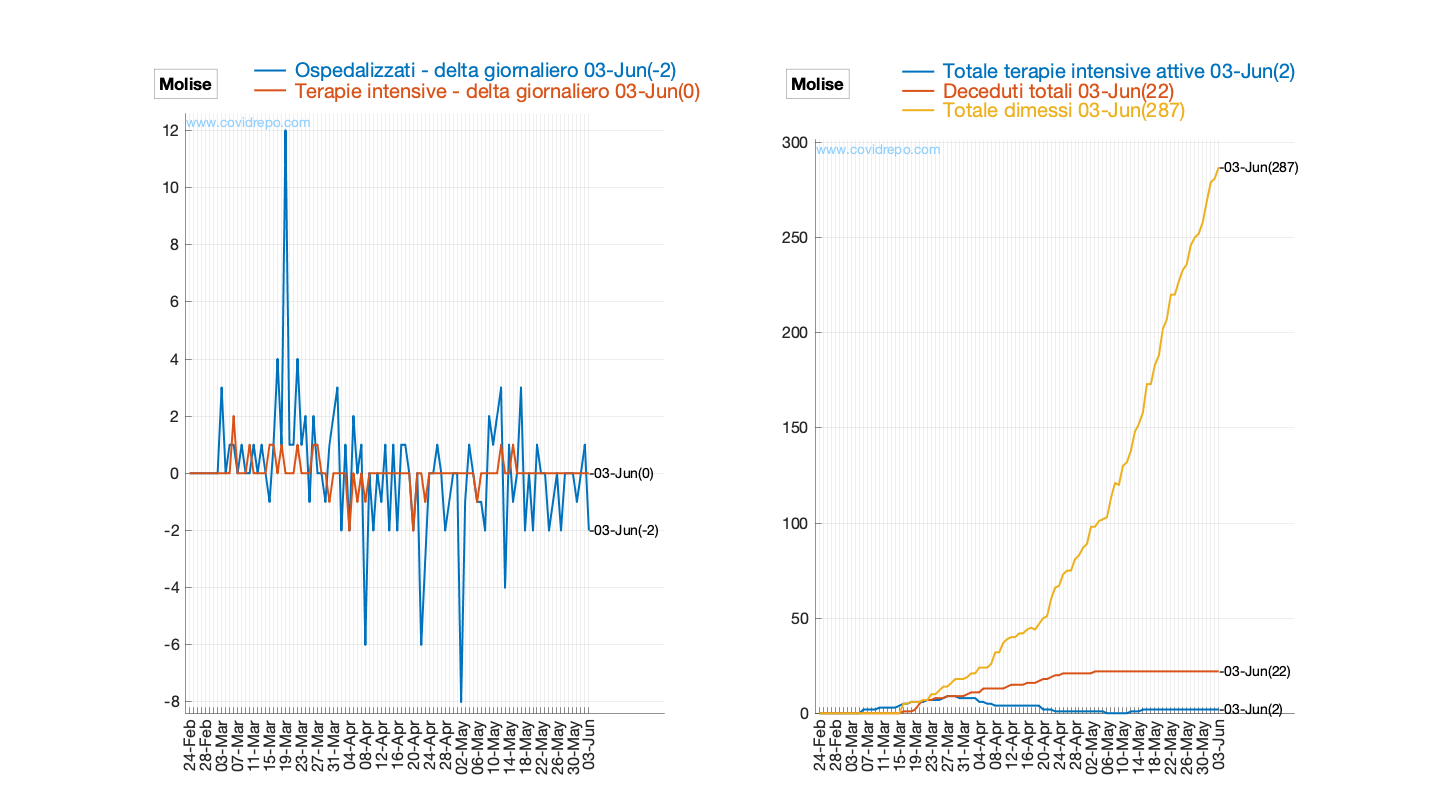 Molise
Ospedalizzati - delta giornaliero 03-Jun(-2)
Terapie intensive - delta giornaliero 03-Jun(0)
www.covidrepo.com
12
10
8
6
4
2
0
-2
-4
-6
-8
-03-Jun(0)
-03-Jun(-2)
24-Feb
28-Feb
03-Mar
07-Mar
11-Mar
15-Mar
19-Mar
23-Mar
27-Mar
31-Mar
04-Apr
08-Apr
12-Apr
16-Apr
20-Apr
24-Apr
28-Apr
02-May
06-May
10-May
14-May
18-May
22-May
26-May
30-May
03-Jun
Molise
Totale terapie intensive attive 03-Jun(2)
Deceduti totali 03-Jun(22)
Totale dimessi 03-Jun(287)
www.covidrepo.com
300
250
200
150
100
50
0
-03-Jun(287)
-03-Jun(22)
-03-Jun(2)
24-Feb
28-Feb
03-Mar
07-Mar
11-Mar
15-Mar
19-Mar
23-Mar
27-Mar
31-Mar
04-Apr
08-Apr
12-Apr
16-Apr
20-Apr
24-Apr
28-Apr
02-May
06-May
10-May
14-May
18-May
22-May
26-May
30-May
03-Jun